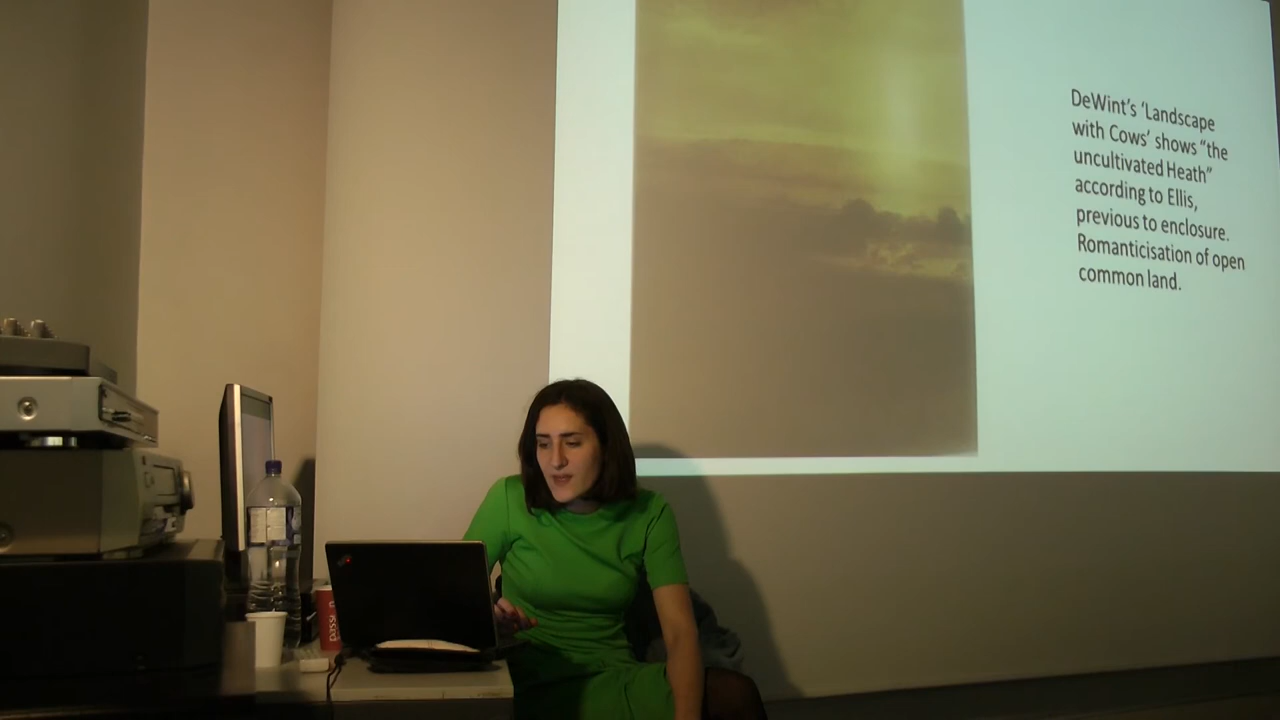 DeWint's 'Landscape
with Cows' shows "the
uncultivated Heath"
according to Ellis,
previous to enclosure.
Romanticisation of open
common land.